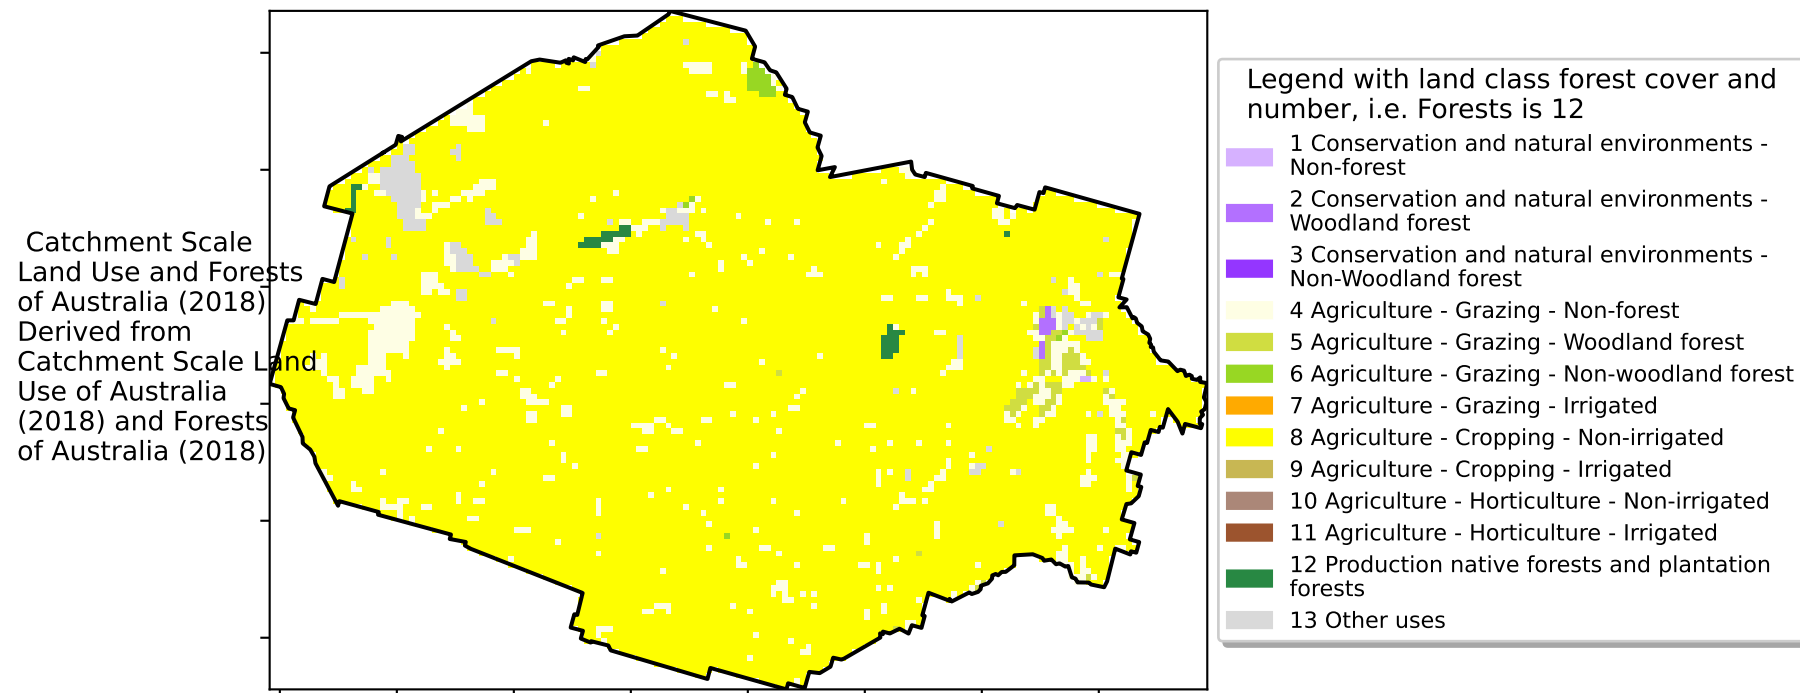 Catchment Scale
Land Use and Forests
of Australia (2018)
Derived from
Catchment Scale Land
Use of Australia
(2018) and Forests
of Australia (2018)
Legend with land class forest cover and
number, i.e. Forests is 12
1 Conservation and natural environments -
Non-forest
2 Conservation and natural environments -
Woodland forest
3 Conservation and natural environments -
Non-Woodland forest
4 Agriculture - Grazing - Non-forest
5 Agriculture - Grazing - Woodland forest
6 Agriculture - Grazing - Non-woodland forest
7 Agriculture - Grazing - Irrigated
8 Agriculture - Cropping - Non-irrigated
9 Agriculture - Cropping - Irrigated
10 Agriculture - Horticulture - Non-irrigated
11 Agriculture - Horticulture - Irrigated
12 Production native forests and plantation
forests
13 Other uses